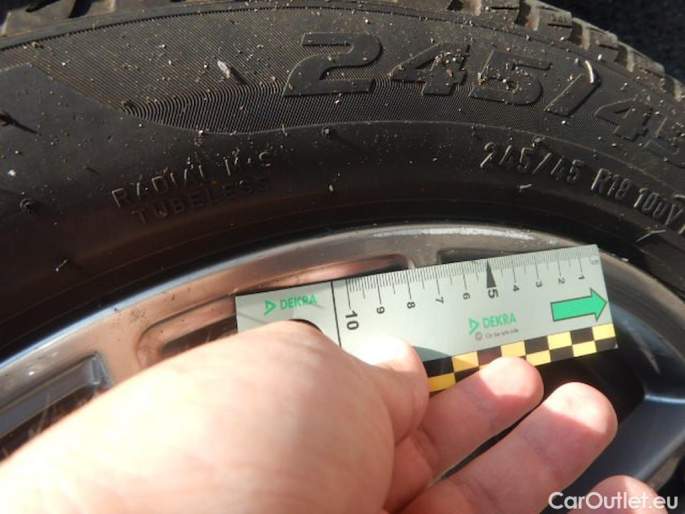 245/45
RADIAL M+S
TUBELESS
245/45 R18 100V
DEKRA
10 9 8 7 6 5 4 3 2 1
DEKRA
CarOutlet.eu